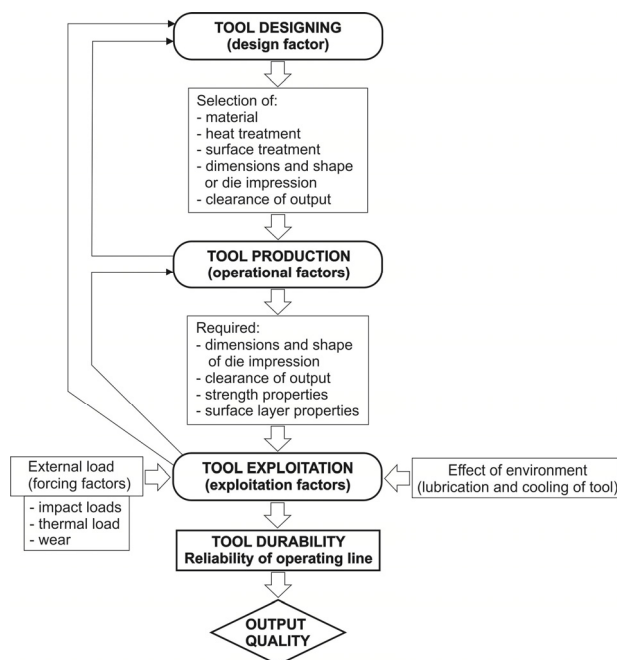 TOOL DESIGNING
(design factor)
Selection of:
- material
- heat treatment
- surface treatment
- dimensions and shape
or die impression
- clearance of output
TOOL PRODUCTION
(operational factors)
Required:
- dimensions and shape
of die impression
- clearance of output
- strength properties
- surface layer properties
External load
(forcing factors)
- impact loads
- thermal load
- wear
TOOL EXPLOITATION
(exploitation factors)
Effect of environment
(lubrication and cooling of tool)
TOOL DURABILITY
Reliability of operating line
OUTPUT
QUALITY